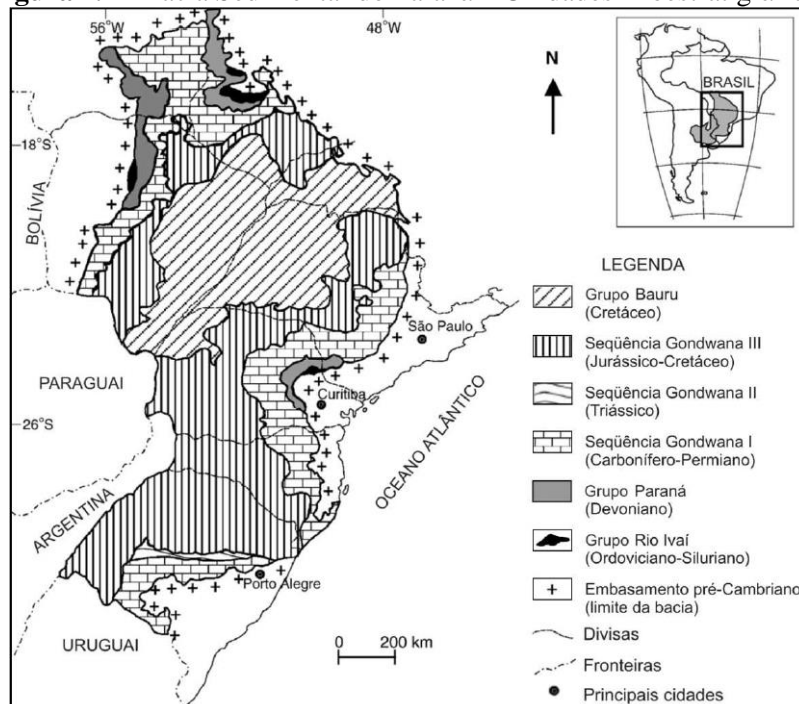 56°W
48°W
N
BRASIL
18°S
BOLÍVIA
LEGENDA
Grupo Bauru
(Cretáceo)
São Paulo
Seqüência Gondwana III
(Jurássico-Cretáceo)
PARAGUAI
Curitiba
Seqüência Gondwana II
(Triássico)
26°S
OCEANO ATLÂNTICO
Seqüência Gondwana I
(Carbonífero-Permiano)
ARGENTINA
Grupo Paraná
(Devoniano)
Grupo Rio Ivaí
(Ordoviciano-Siluriano)
Porto Alegre
Embasamento pré-Cambriano
(limite da bacia)
URUGUAI
0 200 km
Divisas
Fronteiras
Principais cidades